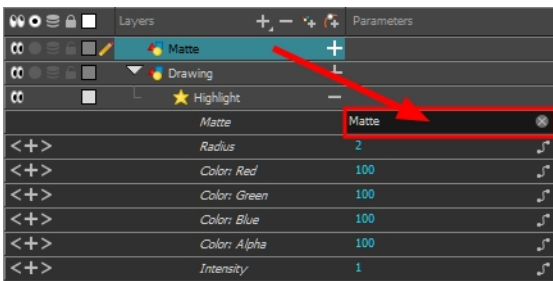 Layers Parameters
Matte
Drawing
Highlight
Matte Matte
Radius 2
Color: Red 100
Color: Green 100
Color: Blue 100
Color: Alpha 100
Intensity 1